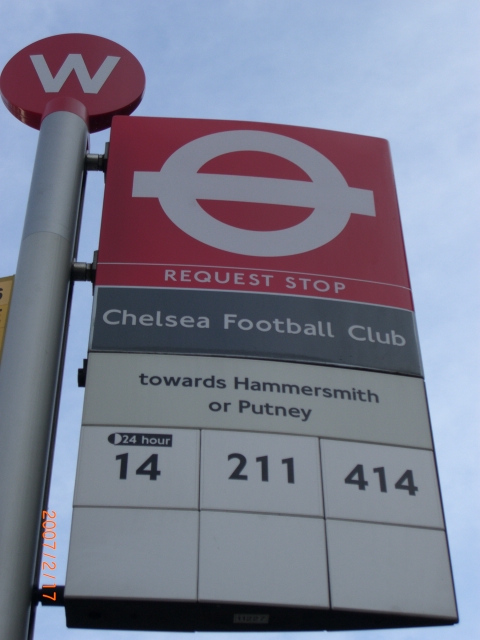 W
REQUEST STOP
Chelsea Football Club
towards Hammersmith
or Putney
24 hour
14 211 414
2007/2/17